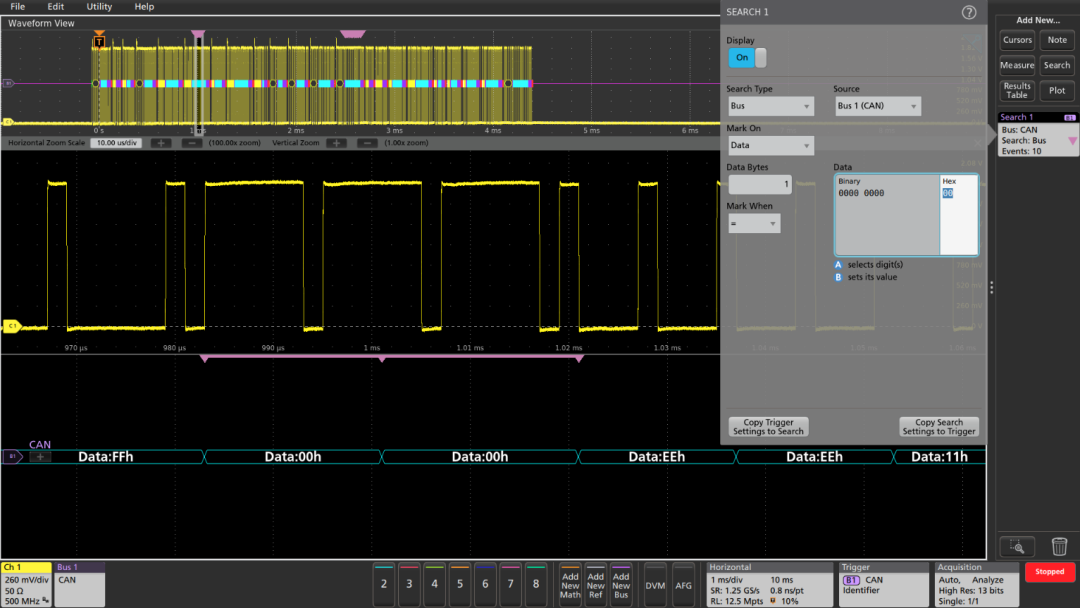 File Edit Utility Help
Waveform View
T
B1
C1
0 s 1 ms 2 ms 3 ms 4 ms 5 ms 6 ms
Horizontal Zoom Scale 10.00 us/div + − (100.00x zoom) Vertical Zoom + − (1.00x zoom)
C1
970 µs 980 µs 990 µs 1 ms 1.01 ms 1.02 ms 1.03 ms
CAN
B1 + Data:FFh Data:00h Data:00h Data:EEh Data:EEh Data:11h
SEARCH 1 ?
Display
On
Search Type Source
Bus Bus 1 (CAN)
Mark On
Data
Data Bytes Data
1
Binary Hex
0000 0000 00
Mark When
=
A selects digit(s)
B sets its value
Copy Trigger Settings to Search
Copy Search Settings to Trigger
Add New...
Cursors Note
Measure Search
Results Table Plot
Search 1 B1
Bus: CAN
Search: Bus
Events: 10
Ch 1
260 mV/div
50 Ω
500 MHz
Bus 1
CAN
2 3 4 5 6 7 8
Add New Math
Add New Ref
Add New Bus
DVM AFG
Horizontal
1 ms/div 10 ms
SR: 1.25 GS/s 0.8 ns/pt
RL: 12.5 Mpts 10%
Trigger
B1 CAN
Identifier
Acquisition
Auto, Analyze
High Res: 13 bits
Single: 1/1
Stopped